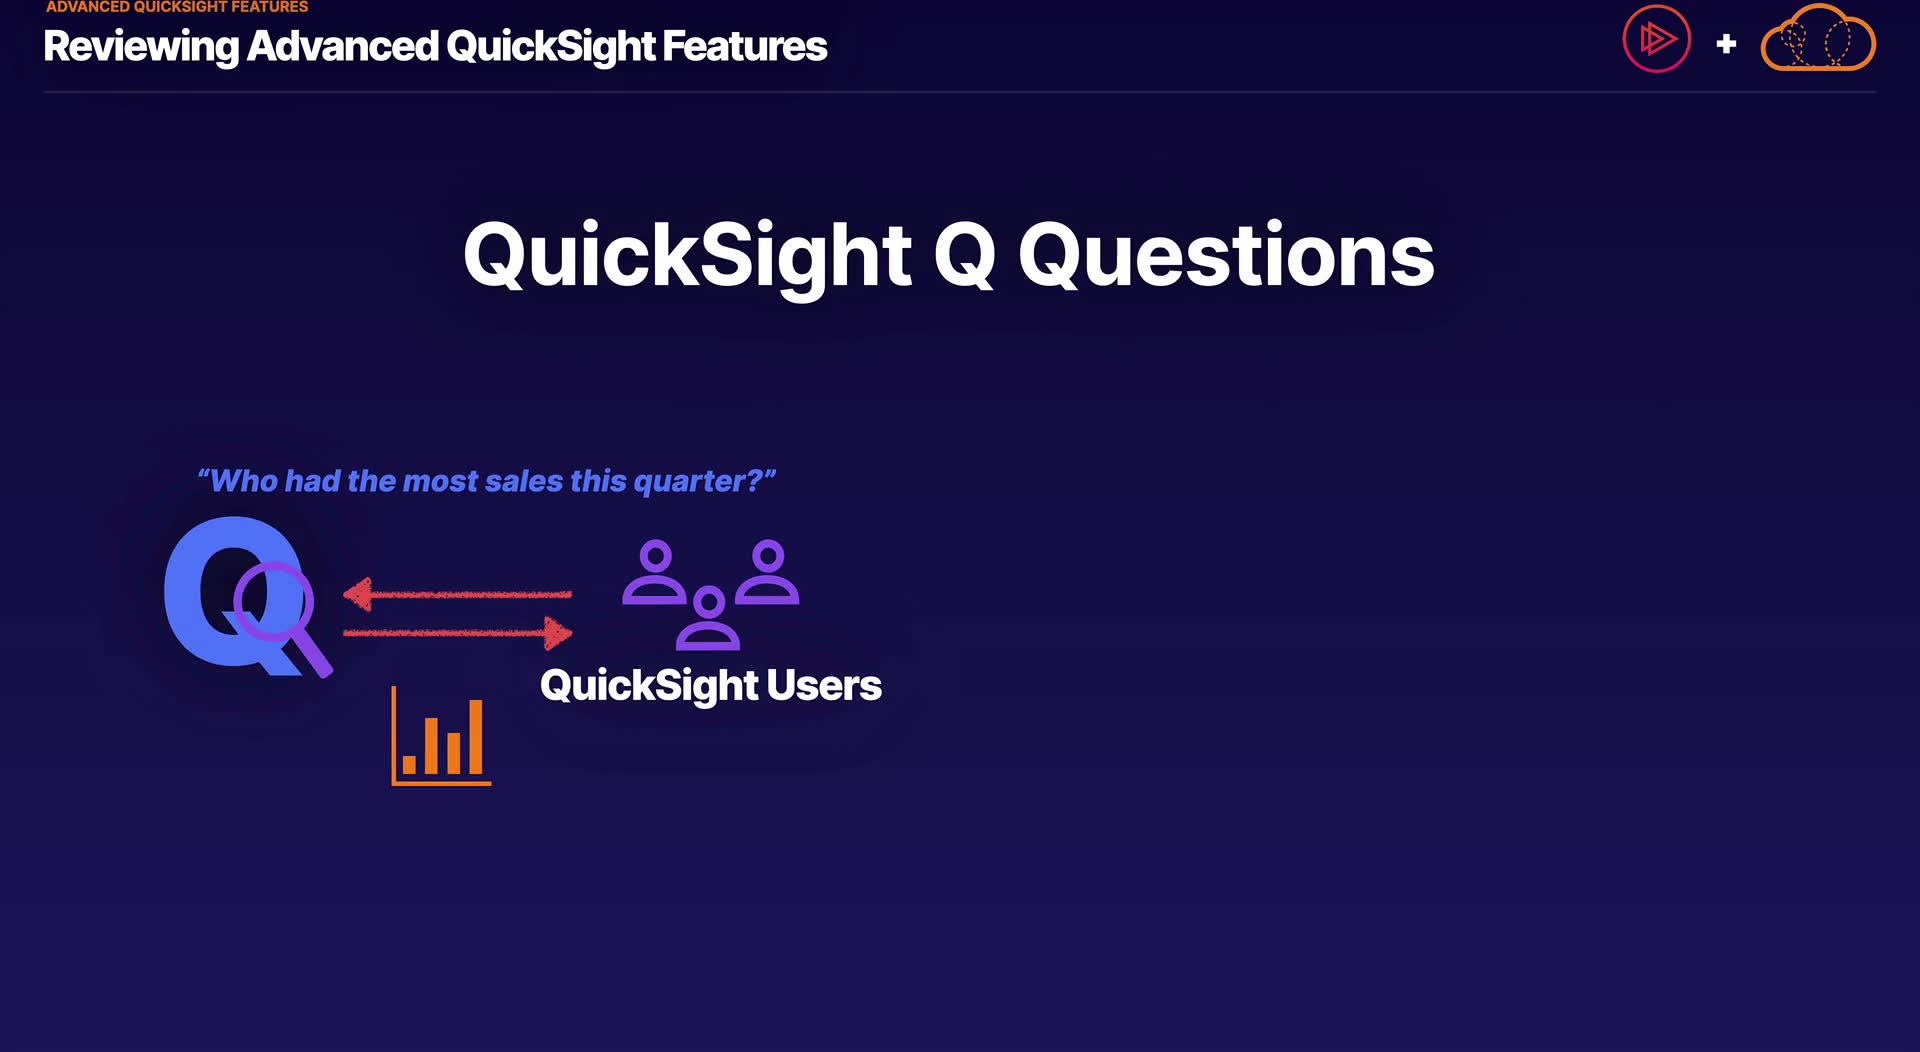 ADVANCED QUICKSIGHT FEATURES
Reviewing Advanced QuickSight Features
+
QuickSight Q Questions
“Who had the most sales this quarter?”
Q
QuickSight Users